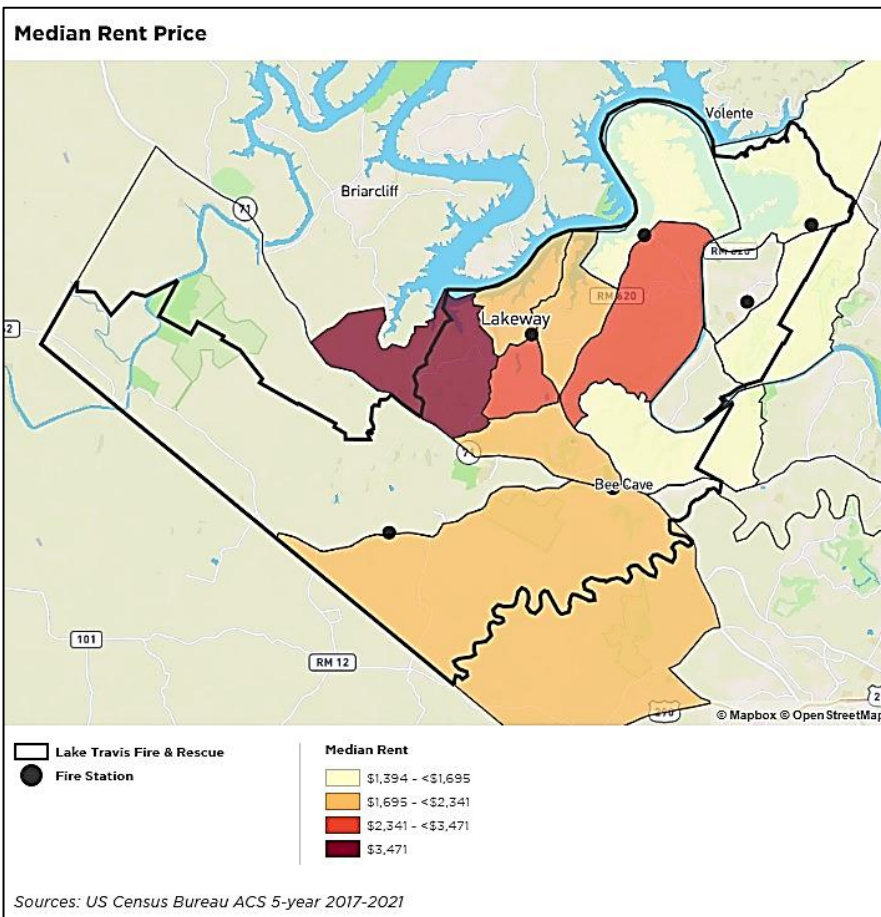 Median Rent Price
Volente
Briarcliff
71
RM 620
RM 620
Lakeway
71
Bee Cave
101
RM 12
290
© Mapbox © OpenStreetMap
Lake Travis Fire & Rescue
Fire Station
Median Rent
$1,394 - <$1,695
$1,695 - <$2,341
$2,341 - <$3,471
$3,471
Sources: US Census Bureau ACS 5-year 2017-2021